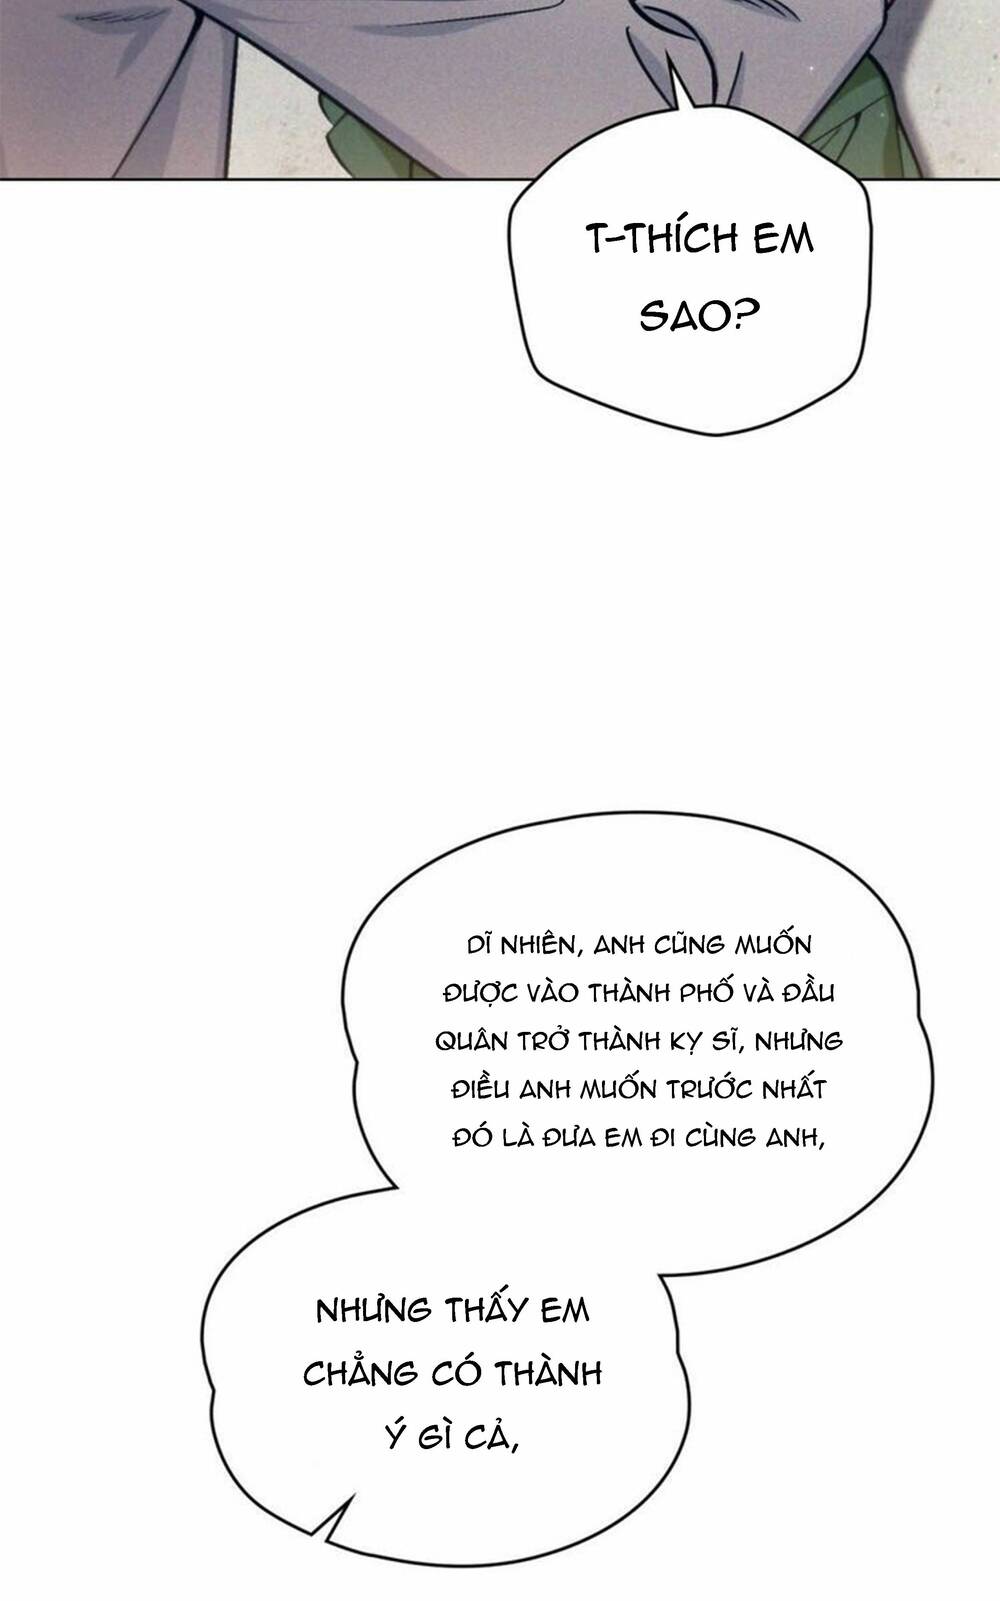 T-THÍCH EM
SAO?
DĨ NHIÊN, ANH CŨNG MUỐN
ĐƯỢC VÀO THÀNH PHỐ VÀ ĐẦU
QUÂN TRỞ THÀNH KỴ SĨ, NHƯNG
ĐIỀU ANH MUỐN TRƯỚC NHẤT
ĐÓ LÀ ĐƯA EM ĐI CÙNG ANH,
NHƯNG THẤY EM
CHẲNG CÓ THÀNH
Ý GÌ CẢ,